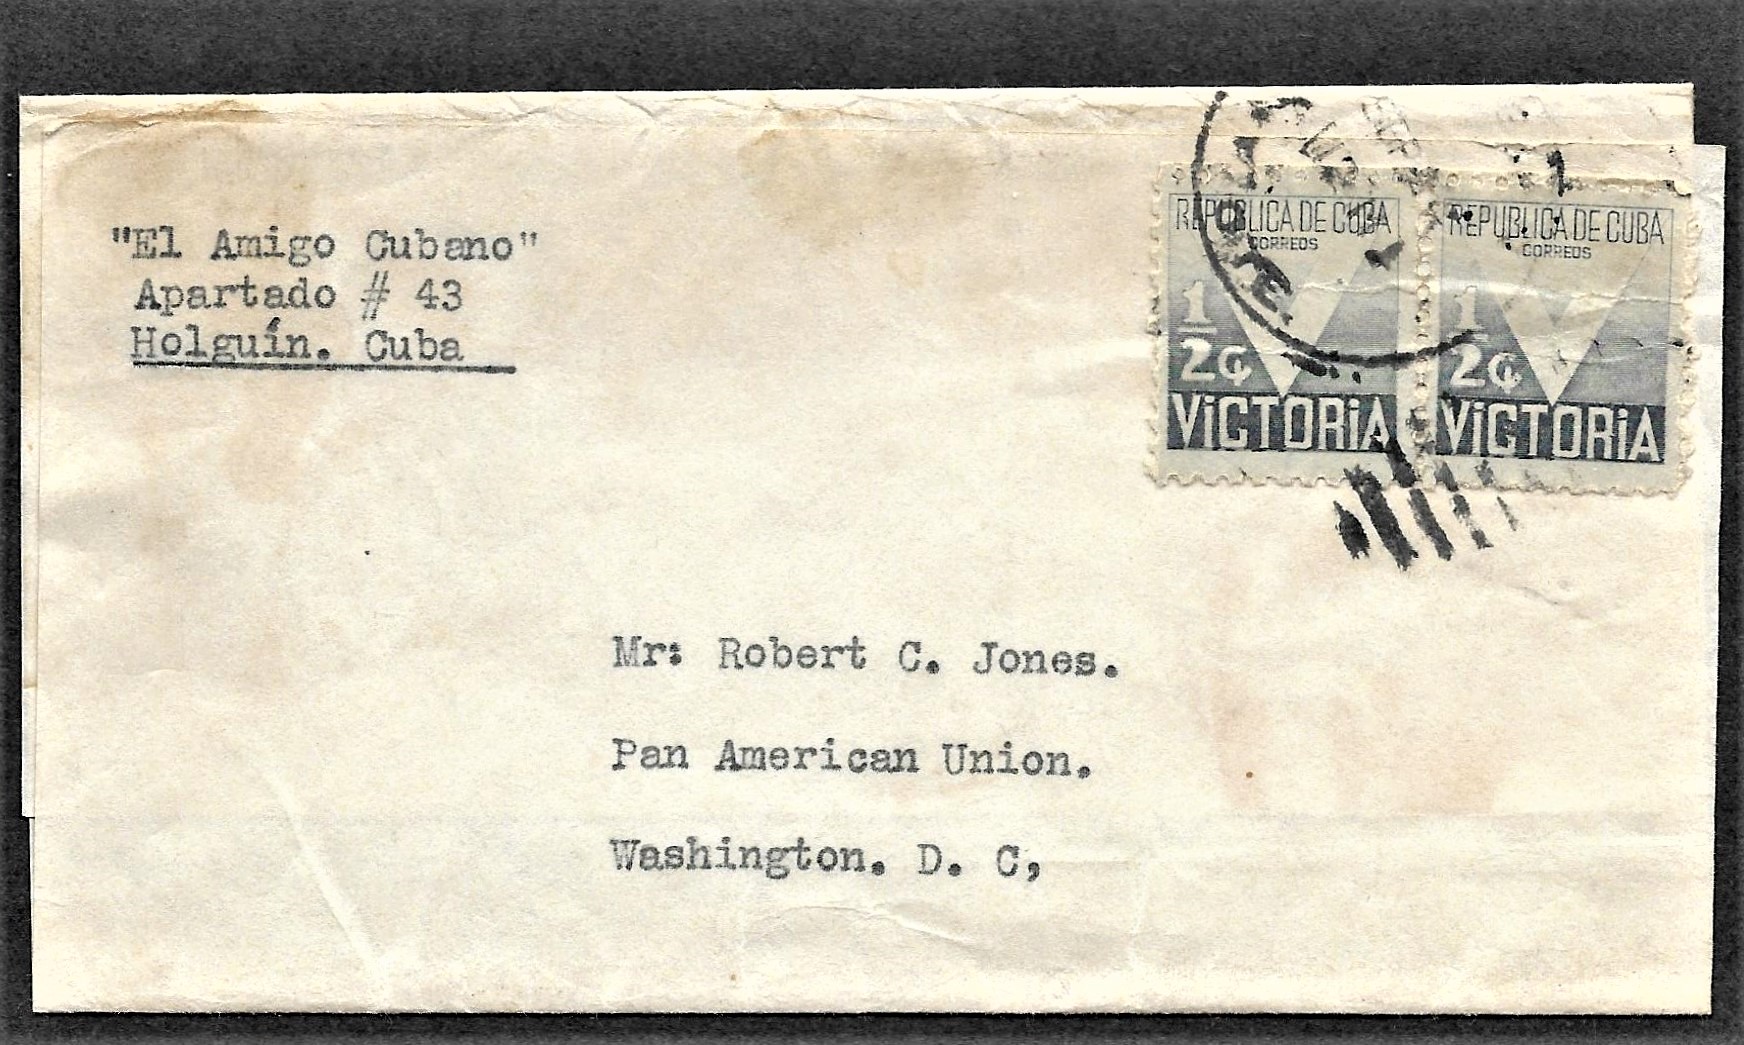 "El Amigo Cubano"
Apartado # 43
Holguín. Cuba
REPUBLICA DE CUBA
CORREOS
1/2¢
ViCTORiA
REPUBLICA DE CUBA
CORREOS
1/2¢
ViCTORiA
Mr: Robert C. Jones.
Pan American Union.
Washington. D. C,